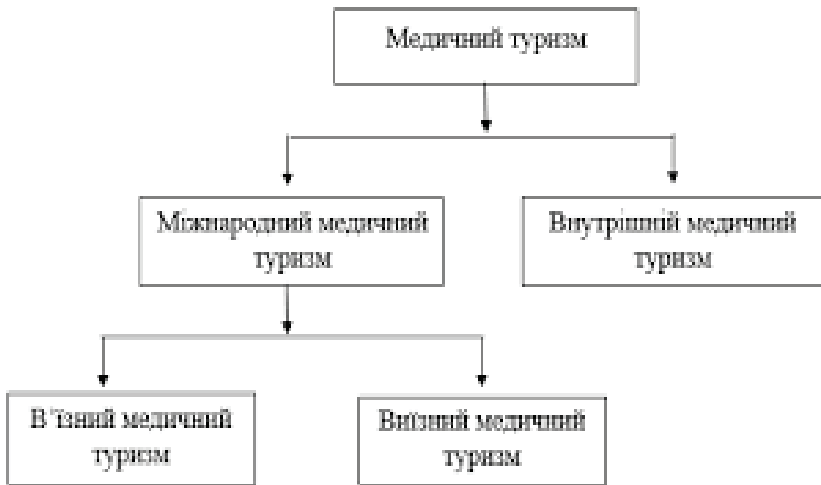 Медичний туризм
Міжнародний медичний
туризм
Внутрішній медичний
туризм
В'їзний медичний
туризм
Виїзний медичний
туризм